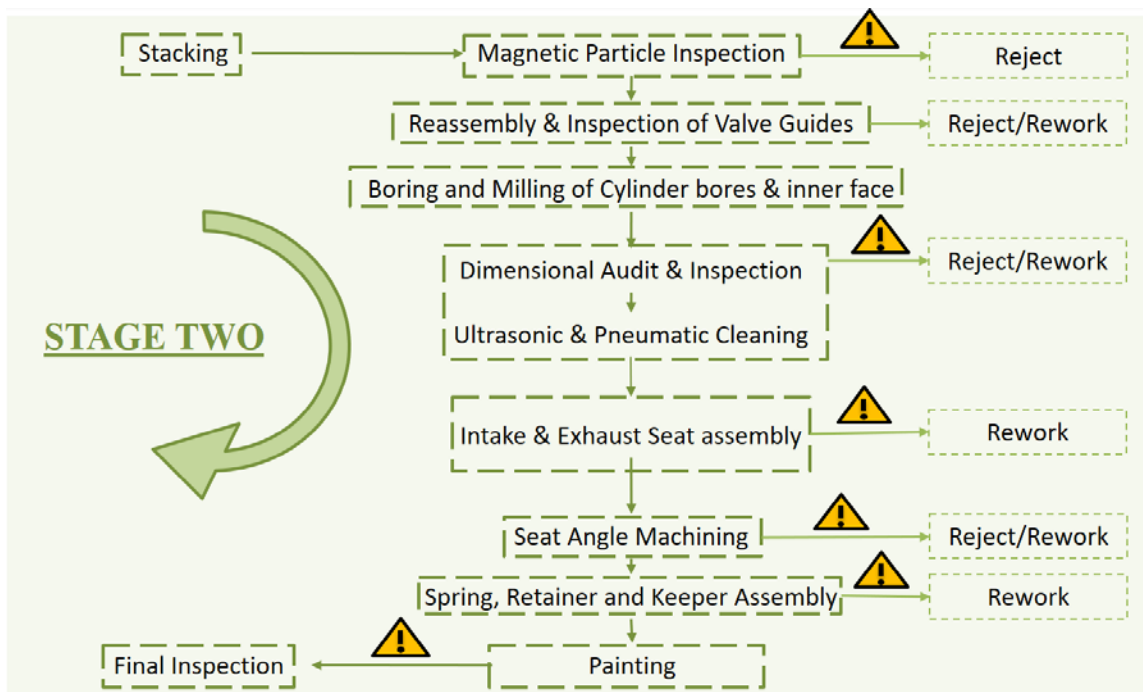 Stacking
Magnetic Particle Inspection
Reject
Reassembly & Inspection of Valve Guides
Reject/Rework
Boring and Milling of Cylinder bores & inner face
Dimensional Audit & Inspection
Reject/Rework
STAGE TWO
Ultrasonic & Pneumatic Cleaning
Intake & Exhaust Seat assembly
Rework
Seat Angle Machining
Reject/Rework
Spring, Retainer and Keeper Assembly
Rework
Final Inspection
Painting